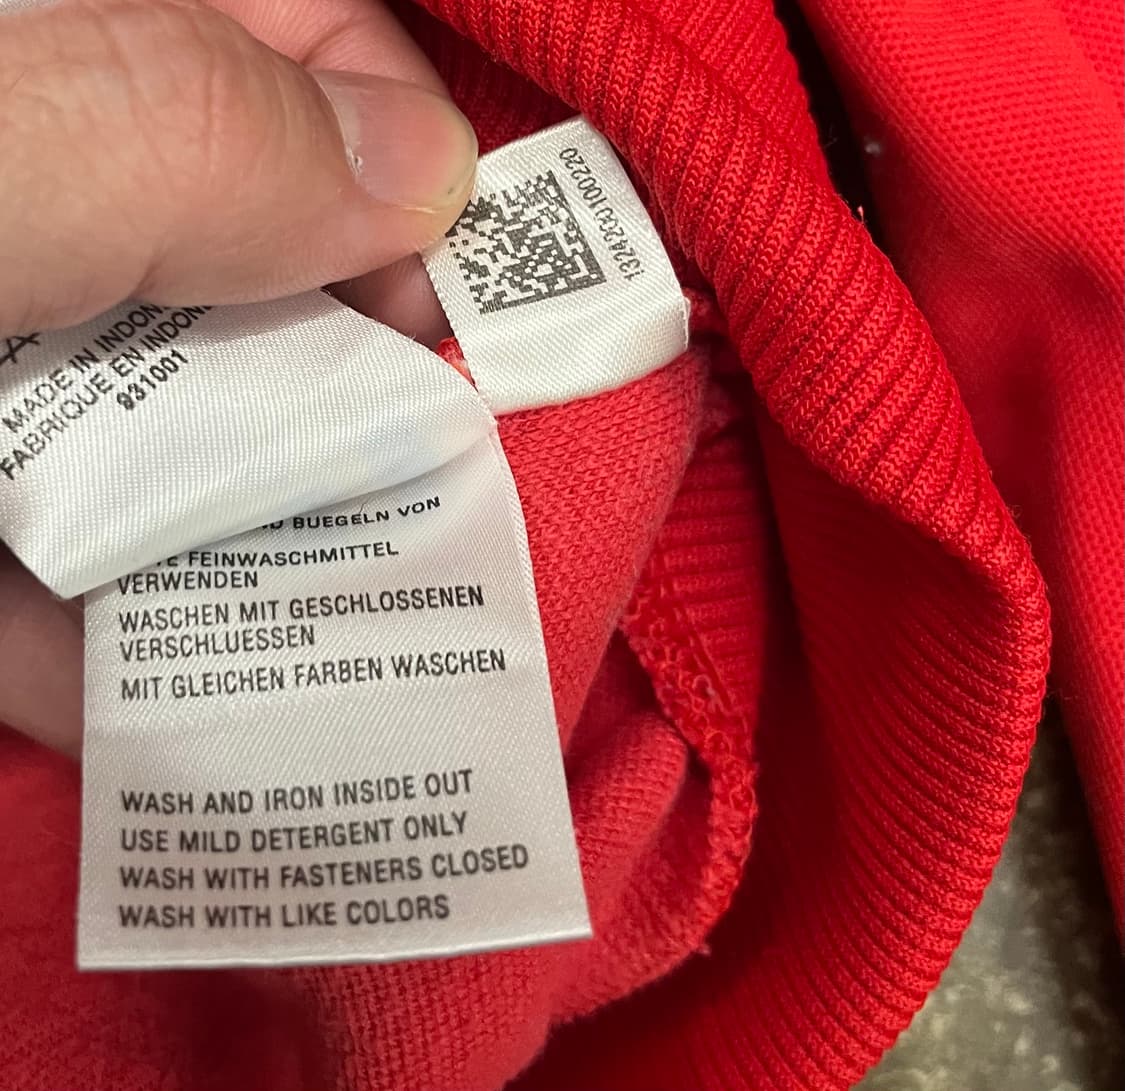 1324200100220
MADE IN INDON
FABRIQUE EN INDON
931001
BUEGELN VON
FEINWASCHMITTEL
VERWENDEN
WASCHEN MIT GESCHLOSSENEN
VERSCHLUESSEN
MIT GLEICHEN FARBEN WASCHEN
WASH AND IRON INSIDE OUT
USE MILD DETERGENT ONLY
WASH WITH FASTENERS CLOSED
WASH WITH LIKE COLORS